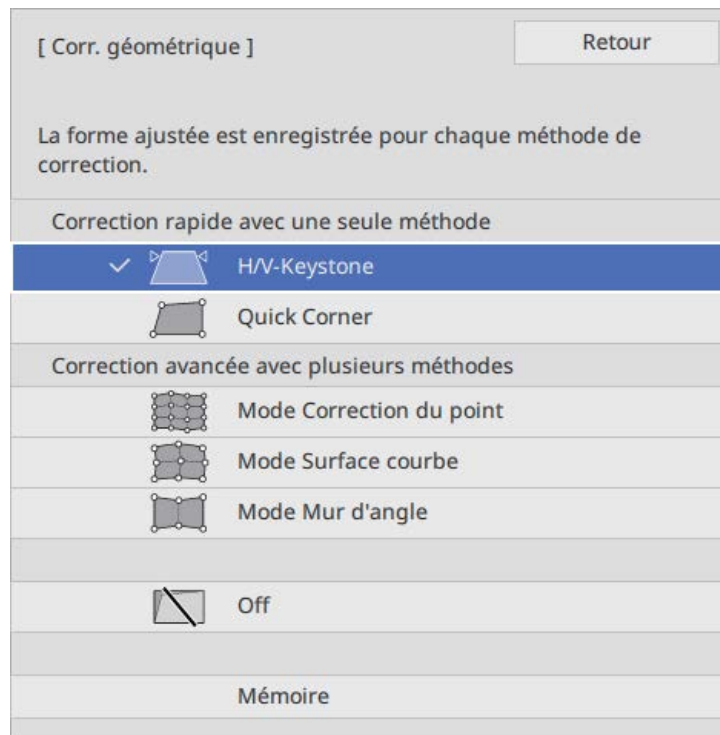 [ Corr. géométrique ]
Retour
La forme ajustée est enregistrée pour chaque méthode de
correction.
Correction rapide avec une seule méthode
H/V-Keystone
Quick Corner
Correction avancée avec plusieurs méthodes
Mode Correction du point
Mode Surface courbe
Mode Mur d'angle
Off
Mémoire